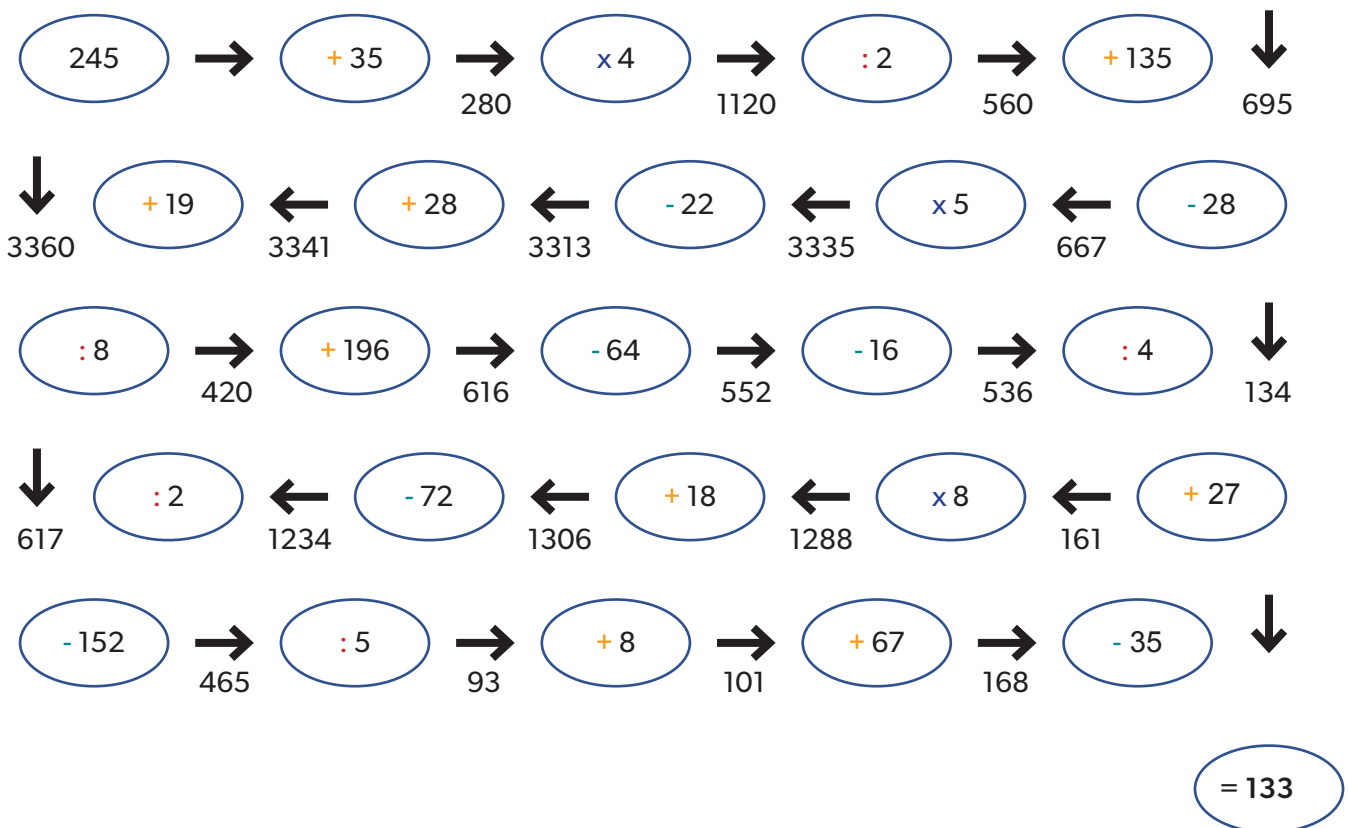 245 + 35 x 4 : 2 + 135
280 1120 560 695
+ 19 + 28 - 22 x 5 - 28
3360 3341 3313 3335 667
: 8 + 196 - 64 - 16 : 4
420 616 552 536 134
: 2 - 72 + 18 x 8 + 27
617 1234 1306 1288 161
- 152 : 5 + 8 + 67 - 35
465 93 101 168
= 133